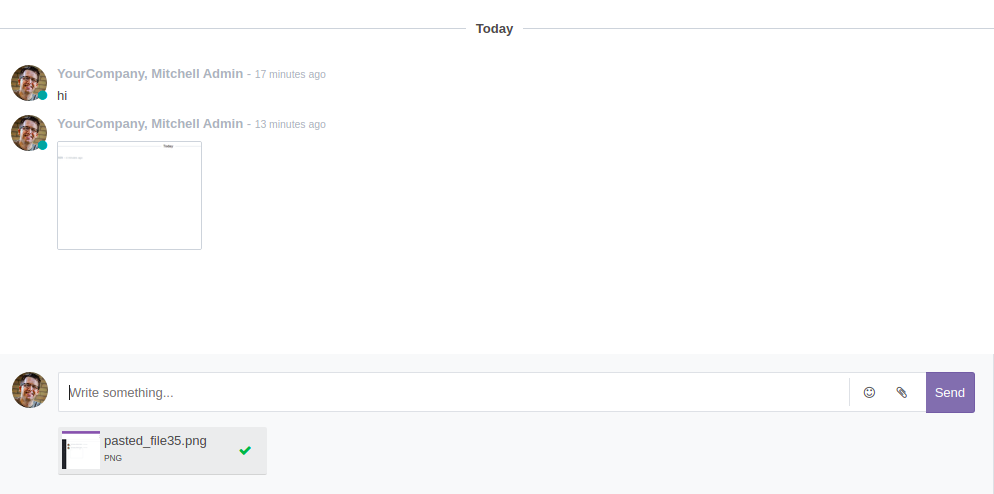 Today
YourCompany, Mitchell Admin - 17 minutes ago
hi
YourCompany, Mitchell Admin - 13 minutes ago
Today
Write something...
Send
pasted_file35.png
PNG